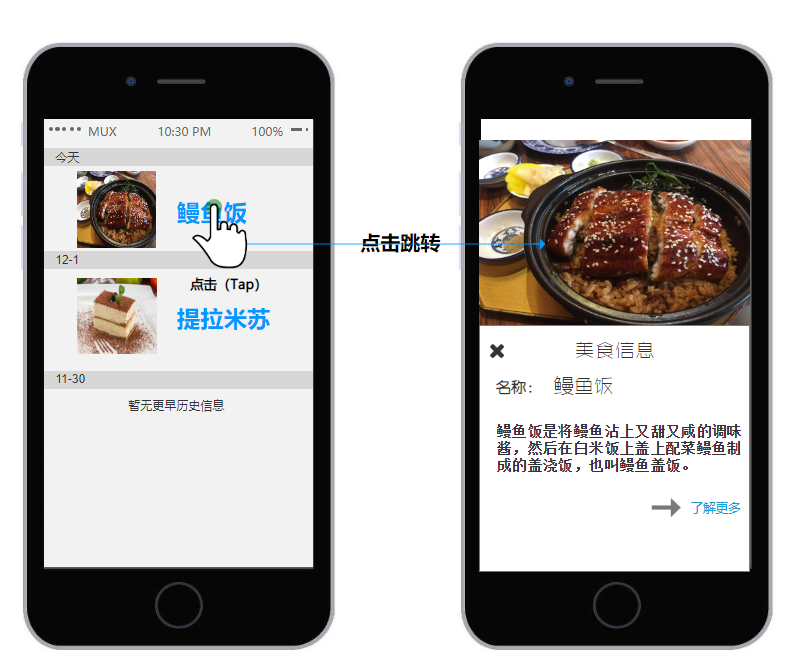 MUX 10:30 PM 100%
今天
鳗鱼饭
12-1
点击（Tap）
提拉米苏
11-30
暂无更早历史信息
点击跳转
美食信息
名称： 鳗鱼饭
鳗鱼饭是将鳗鱼沾上又甜又咸的调味
酱，然后在白米饭上盖上配菜鳗鱼制
成的盖浇饭，也叫鳗鱼盖饭。
了解更多